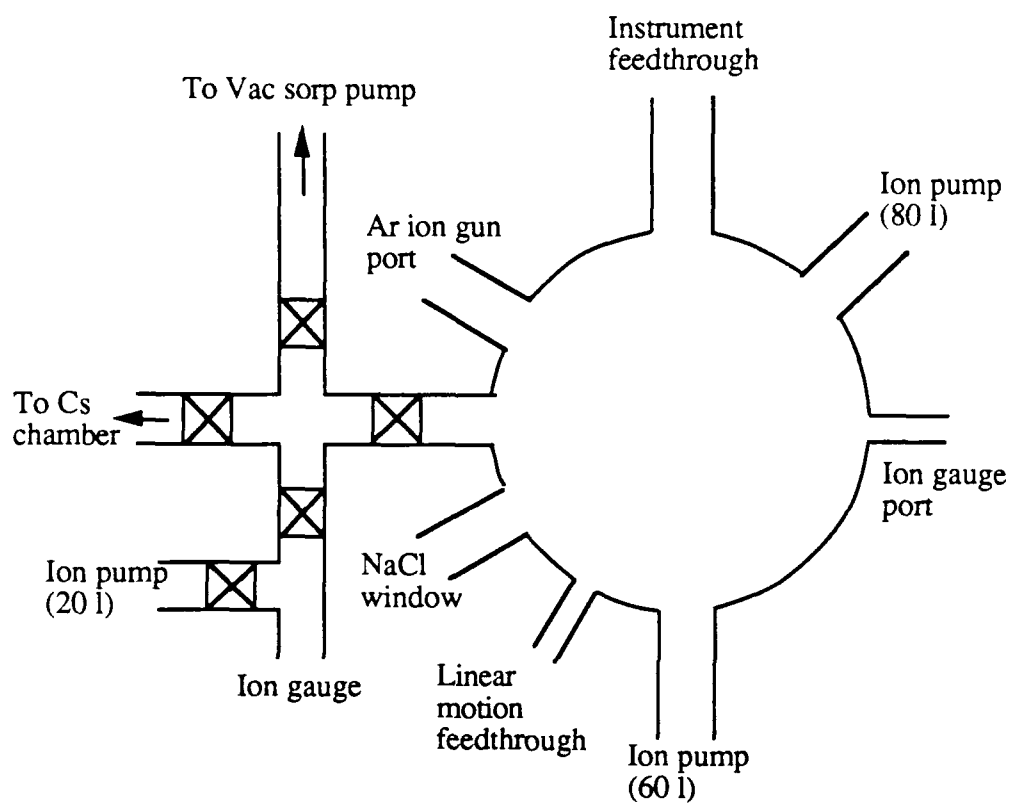 Instrument
feedthrough
To Vac sorp pump
Ion pump
(80 l)
Ar ion gun
port
To Cs
chamber
Ion gauge
port
Ion pump
(20 l)
NaCl
window
Ion gauge
Linear
motion
feedthrough
Ion pump
(60 l)